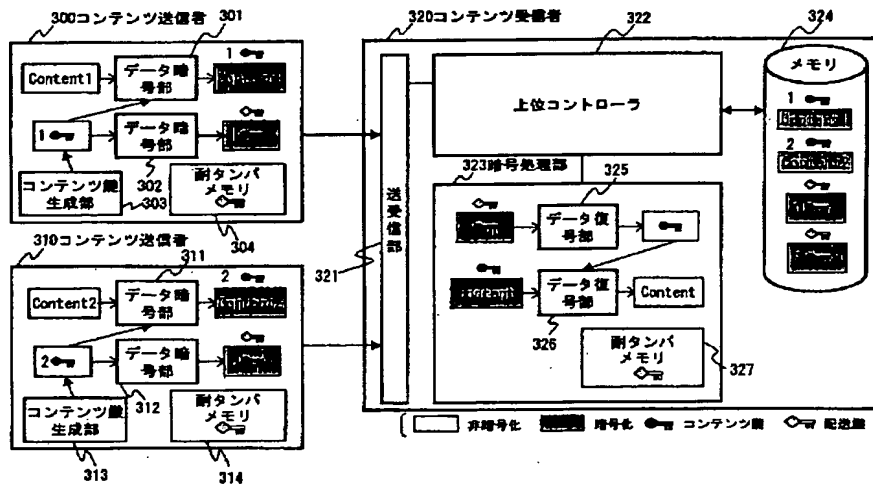 300コンテンツ送信者
301
Content1
データ暗
号部
1
1
データ暗
号部
302
コンテンツ鍵
生成部
303
耐タンパ
メモリ
304
310コンテンツ送信者
311
Content2
データ暗
号部
2
2
データ暗
号部
312
コンテンツ鍵
生成部
313
耐タンパ
メモリ
314
320コンテンツ受信者
321
送受信部
322
上位コントローラ
323暗号処理部
325
データ復
号部
データ復
号部
326
Content
耐タンパ
メモリ
327
324
メモリ
1
2
非暗号化
暗号化
コンテンツ鍵
配送鍵